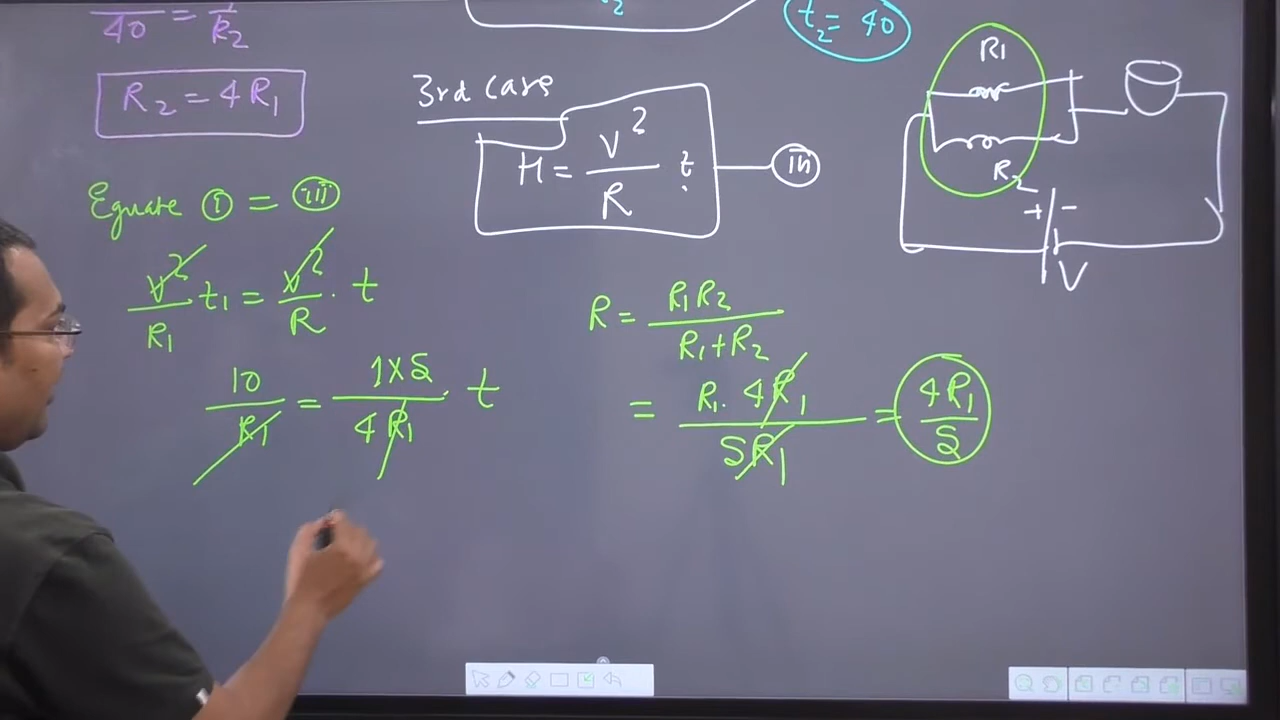 1/40 = 1/R₂
R₂ = 4R₁
Equate (i) = (iii)
V²/R₁ t₁ = V²/R . t
10/R₁ = 1×5/4R₁ . t
t₂ = 40
3rd case
H = V²/R t — (iii)
R = R₁R₂/R₁+R₂
= R₁. 4R₁/5R₁ = 4R₁/5
R₁
R₂
+ -
V